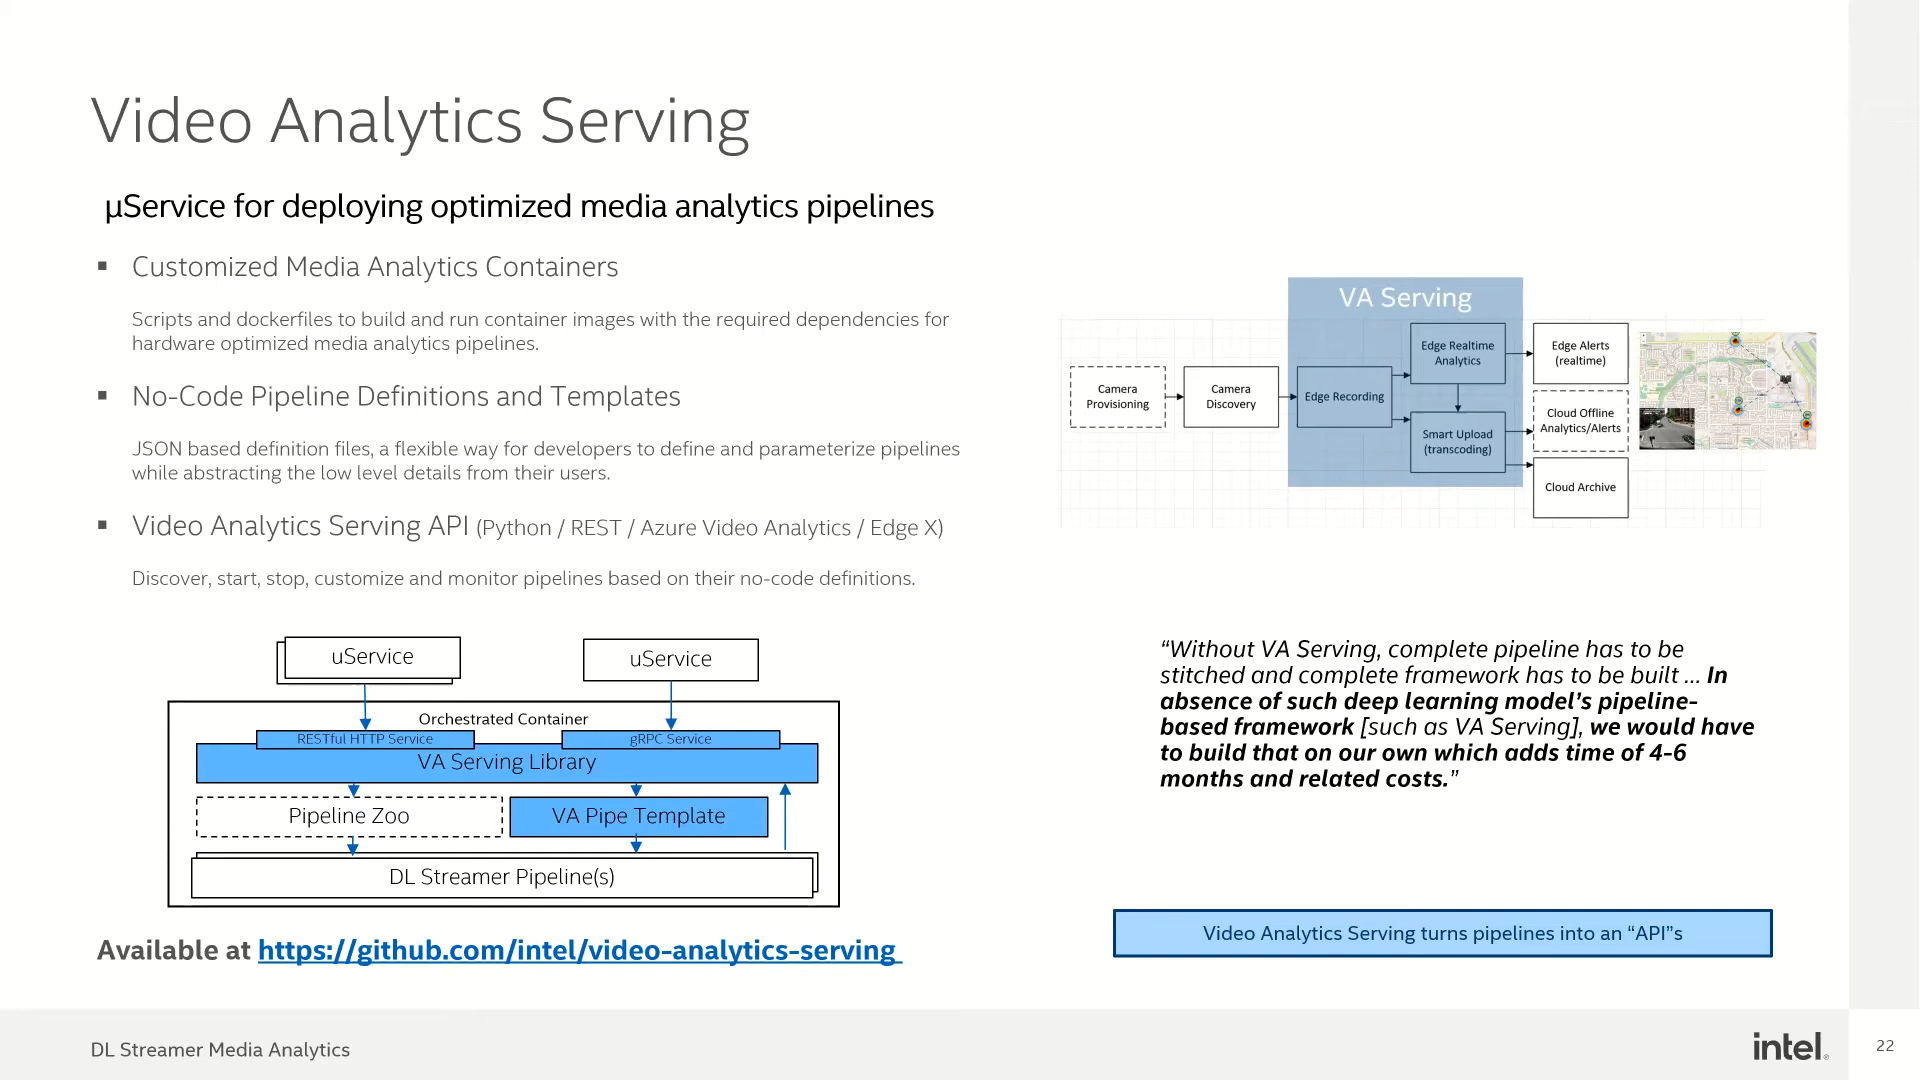 Video Analytics Serving
µService for deploying optimized media analytics pipelines
▪ Customized Media Analytics Containers
Scripts and dockerfiles to build and run container images with the required dependencies for
hardware optimized media analytics pipelines.
▪ No-Code Pipeline Definitions and Templates
JSON based definition files, a flexible way for developers to define and parameterize pipelines
while abstracting the low level details from their users.
▪ Video Analytics Serving API (Python / REST / Azure Video Analytics / Edge X)
Discover, start, stop, customize and monitor pipelines based on their no-code definitions.
uService
uService
Orchestrated Container
RESTful HTTP Service
gRPC Service
VA Serving Library
Pipeline Zoo
VA Pipe Template
DL Streamer Pipeline(s)
Available at https://github.com/intel/video-analytics-serving
VA Serving
Camera
Provisioning
Camera
Discovery
Edge Recording
Edge Realtime
Analytics
Smart Upload
(transcoding)
Edge Alerts
(realtime)
Cloud Offline
Analytics/Alerts
Cloud Archive
“Without VA Serving, complete pipeline has to be
stitched and complete framework has to be built ... In
absence of such deep learning model’s pipeline-
based framework [such as VA Serving], we would have
to build that on our own which adds time of 4-6
months and related costs.”
Video Analytics Serving turns pipelines into an “API”s
DL Streamer Media Analytics
intel.
22